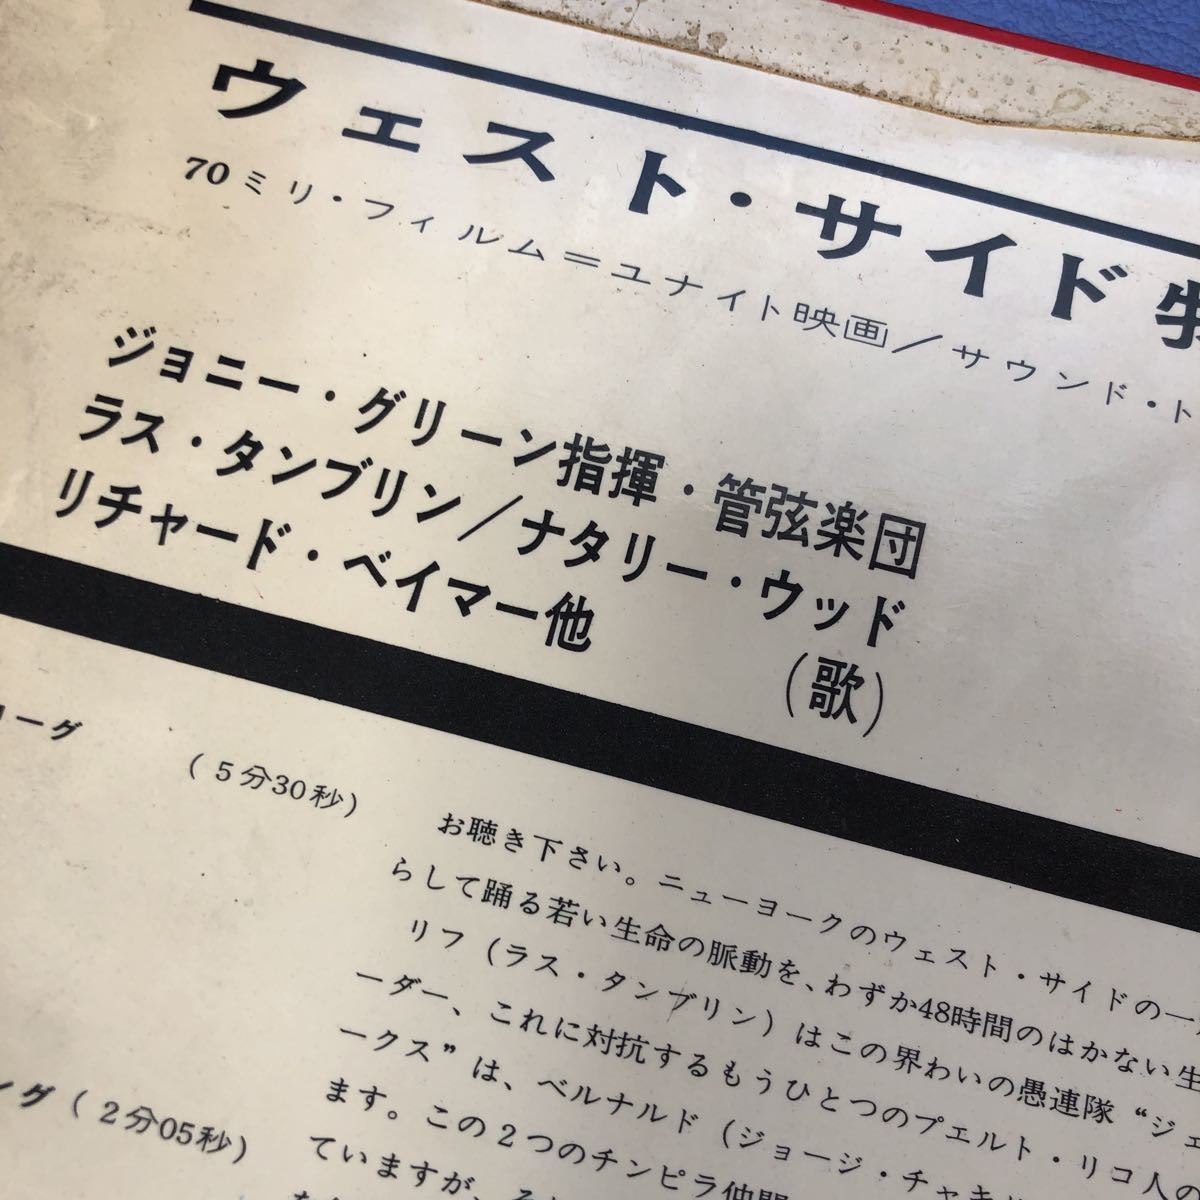 ウェスト・サイド
70ミリ・フィルム=ユナイト映画/サウンド・ト
ジョニー・グリーン指揮・管弦楽団
ラス・タンブリン/ナタリー・ウッド
リチャード・ベイマー他 (歌)
ローグ (5分30秒)
お聴き下さい。ニューヨークのウェスト・サイドの一
らして踊る若い生命の脈動を、わずか48時間のはかない生
リフ(ラス・タンブリン)はこの界わいの愚連隊“ジェ
ーダー、これに対抗するもうひとつのプエルト・リコ人の
ークス”は、ベルナルド(ジョージ・チャキ
ます。この2つのチンピラ仲間
ング(2分05秒)
ていますが、